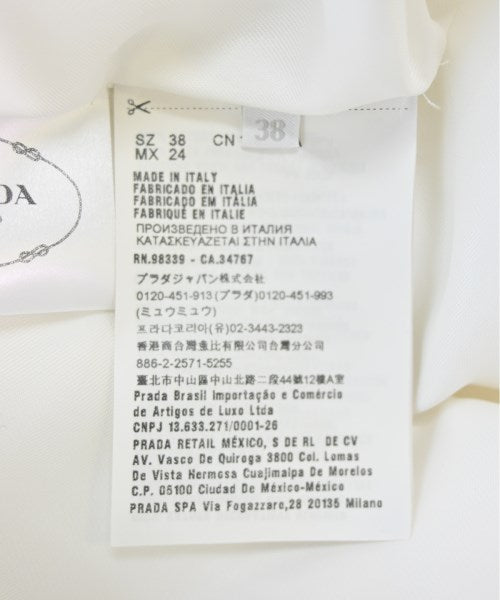 DA
38
SZ 38 CN
MX 24
MADE IN ITALY
FABRICADO EN ITALIA
FABRICADO EM ITÁLIA
FABRIQUÉ EN ITALIE
ПРОИЗВЕДЕНО В ИТАЛИЯ
ΚΑΤΑΣΚΕΥΑΖΕΤΑΙ ΣΤΗΝ ΙΤΑΛΙΑ
RN.98339 - CA.34767
プラダジャパン株式会社
0120-451-913(プラダ)0120-451-993
(ミュウミュウ)
프라다코리아(유)02-3443-2323
香港商台灣魚比有限公司台灣分公司
886-2-2571-5255
臺北市中山區中山北路二段44號12樓A室
Prada Brasil Importação e Comércio
de Artigos de Luxo Ltda
CNPJ 13.633.271/0001-26
PRADA RETAIL MÉXICO, S DE RL DE CV
AV. Vasco De Quiroga 3800 Col. Lomas
De Vista Hermosa Cuajimalpa De Morelos
C.P. 05100 Ciudad De México-México
PRADA SPA Via Fogazzaro,28 20135 Milano